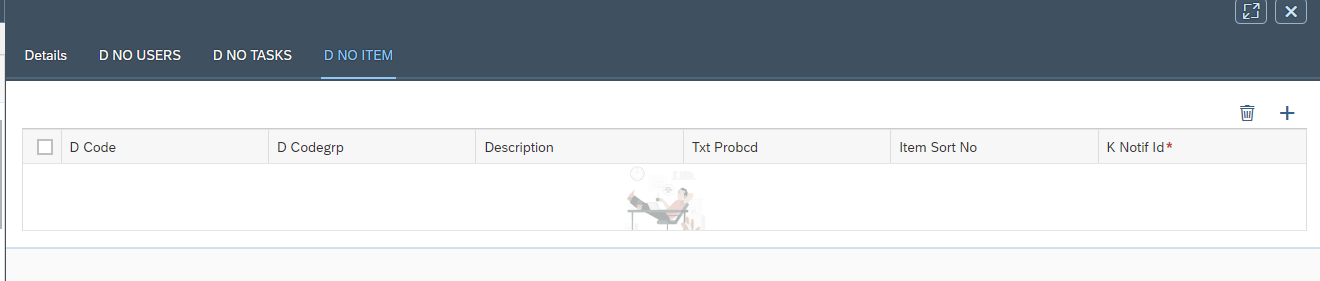 Details D NO USERS D NO TASKS D NO ITEM
D Code D Codegrp Description Txt Probcd Item Sort No K Notif Id*